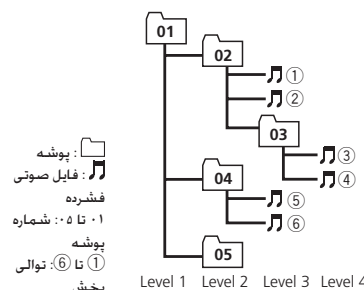 01
02
①
②
03
③
④
04
⑤
⑥
05
Level 1 Level 2 Level 3 Level 4
: پوشه
: فایل صوتی
فشرده
۰۱ تا ۰۵: شماره
پوشه
① تا ⑥: توالی
پخش